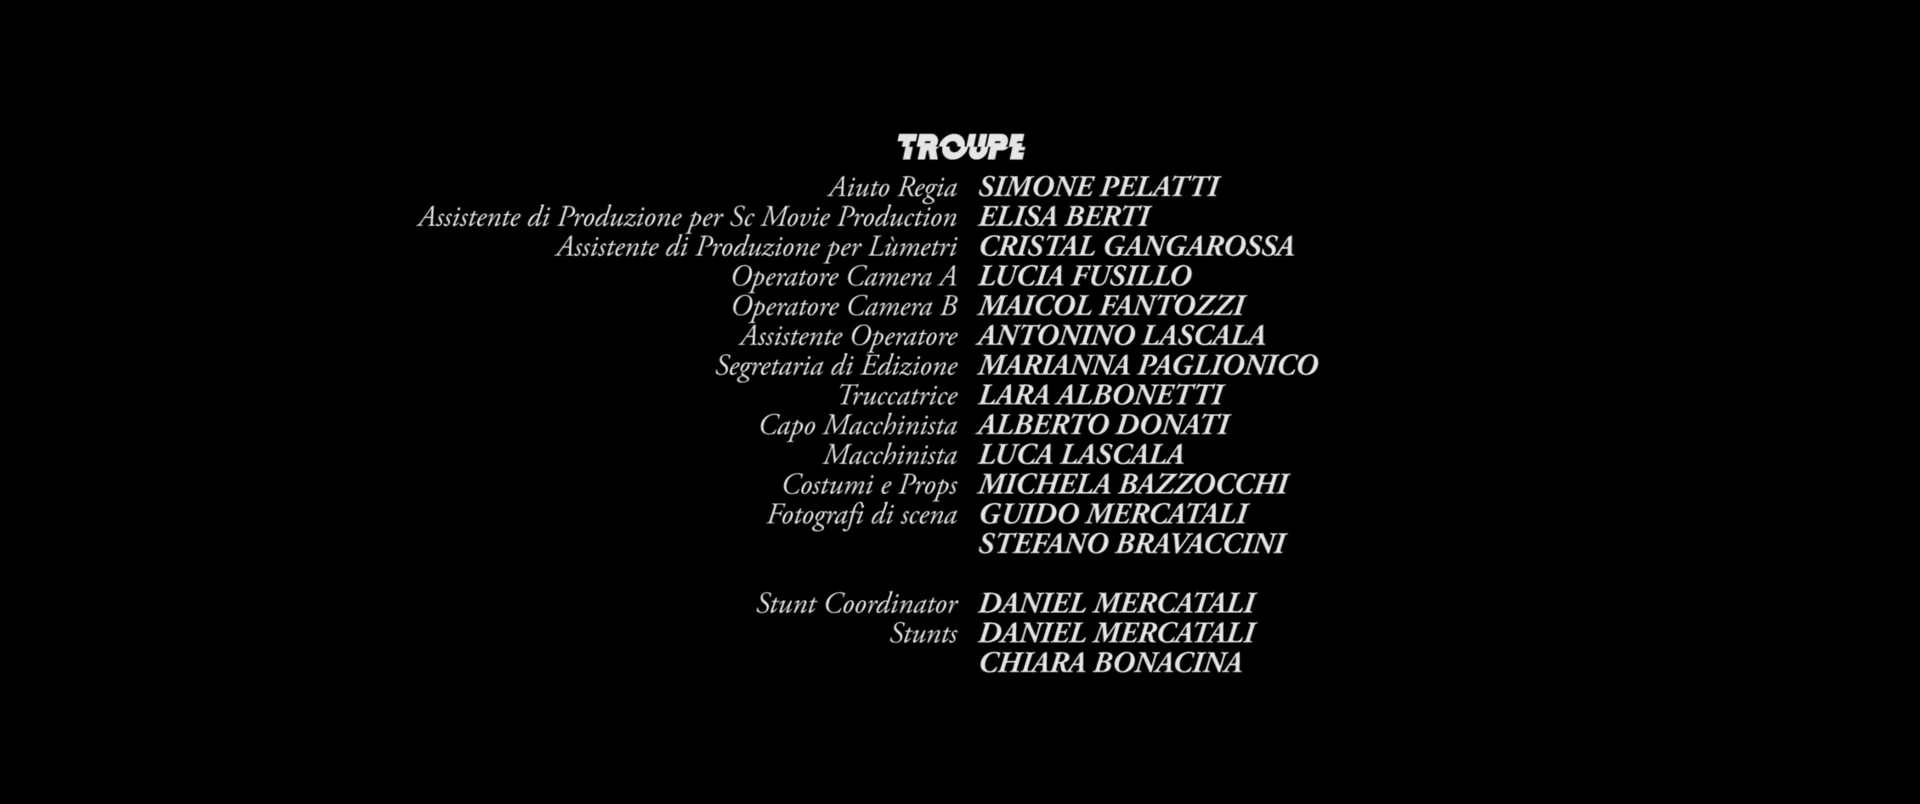 TROUPE
Aiuto Regia SIMONE PELATTI
Assistente di Produzione per Sc Movie Production ELISA BERTI
Assistente di Produzione per Lùmetri CRISTAL GANGAROSSA
Operatore Camera A LUCIA FUSILLO
Operatore Camera B MAICOL FANTOZZI
Assistente Operatore ANTONINO LASCALA
Segretaria di Edizione MARIANNA PAGLIONICO
Truccatrice LARA ALBONETTI
Capo Macchinista ALBERTO DONATI
Macchinista LUCA LASCALA
Costumi e Props MICHELA BAZZOCCHI
Fotografi di scena GUIDO MERCATALI
STEFANO BRAVACCINI
Stunt Coordinator DANIEL MERCATALI
Stunts DANIEL MERCATALI
CHIARA BONACINA